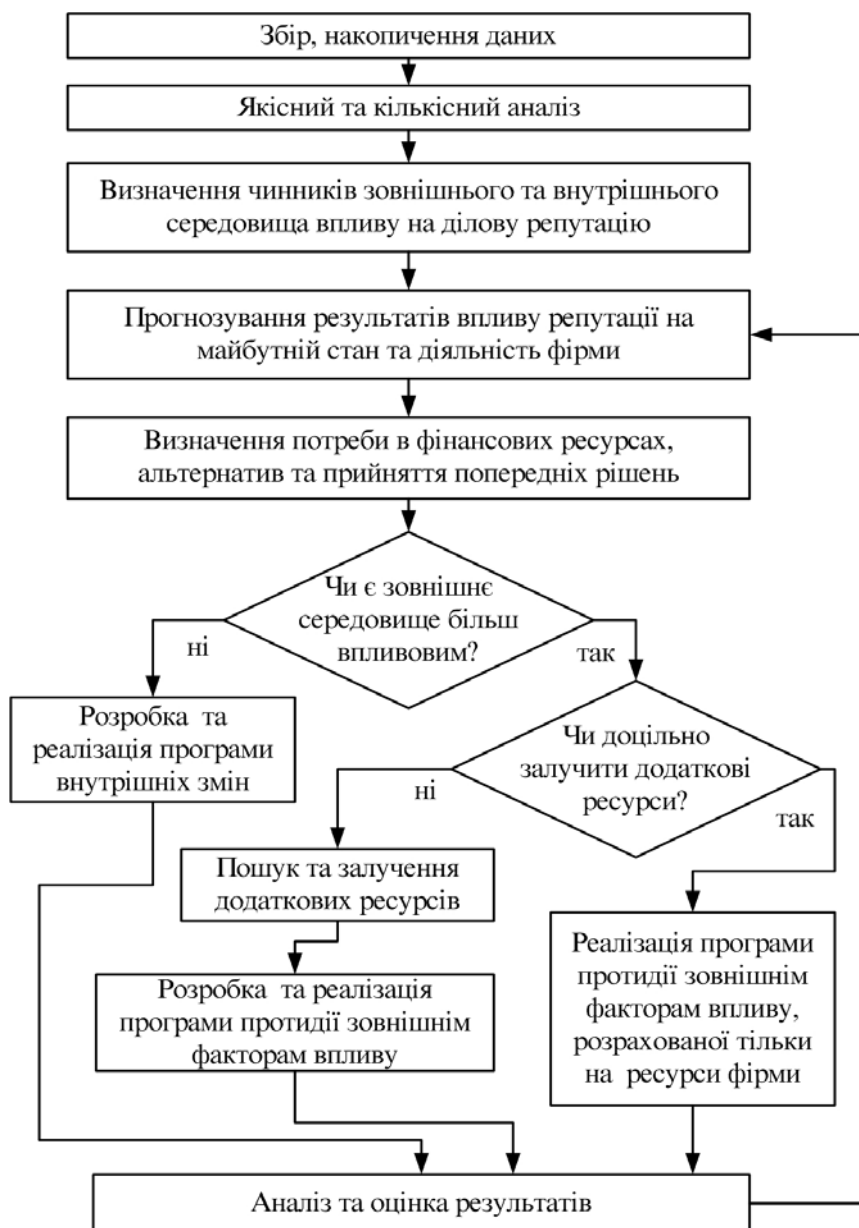 Збір, накопичення даних
Якісний та кількісний аналіз
Визначення чинників зовнішнього та внутрішнього
середовища впливу на ділову репутацію
Прогнозування результатів впливу репутації на
майбутній стан та діяльність фірми
Визначення потреби в фінансових ресурсах,
альтернатив та прийняття попередніх рішень
Чи є зовнішнє
середовище більш
впливовим?
ні
так
Розробка та
реалізація програми
внутрішніх змін
Чи доцільно
залучити додаткові
ресурси?
ні
так
Пошук та залучення
додаткових ресурсів
Розробка та реалізація
програми протидії зовнішнім
факторам впливу
Реалізація програми
протидії зовнішнім
факторам впливу,
розрахованої тільки
на ресурси фірми
Аналіз та оцінка результатів